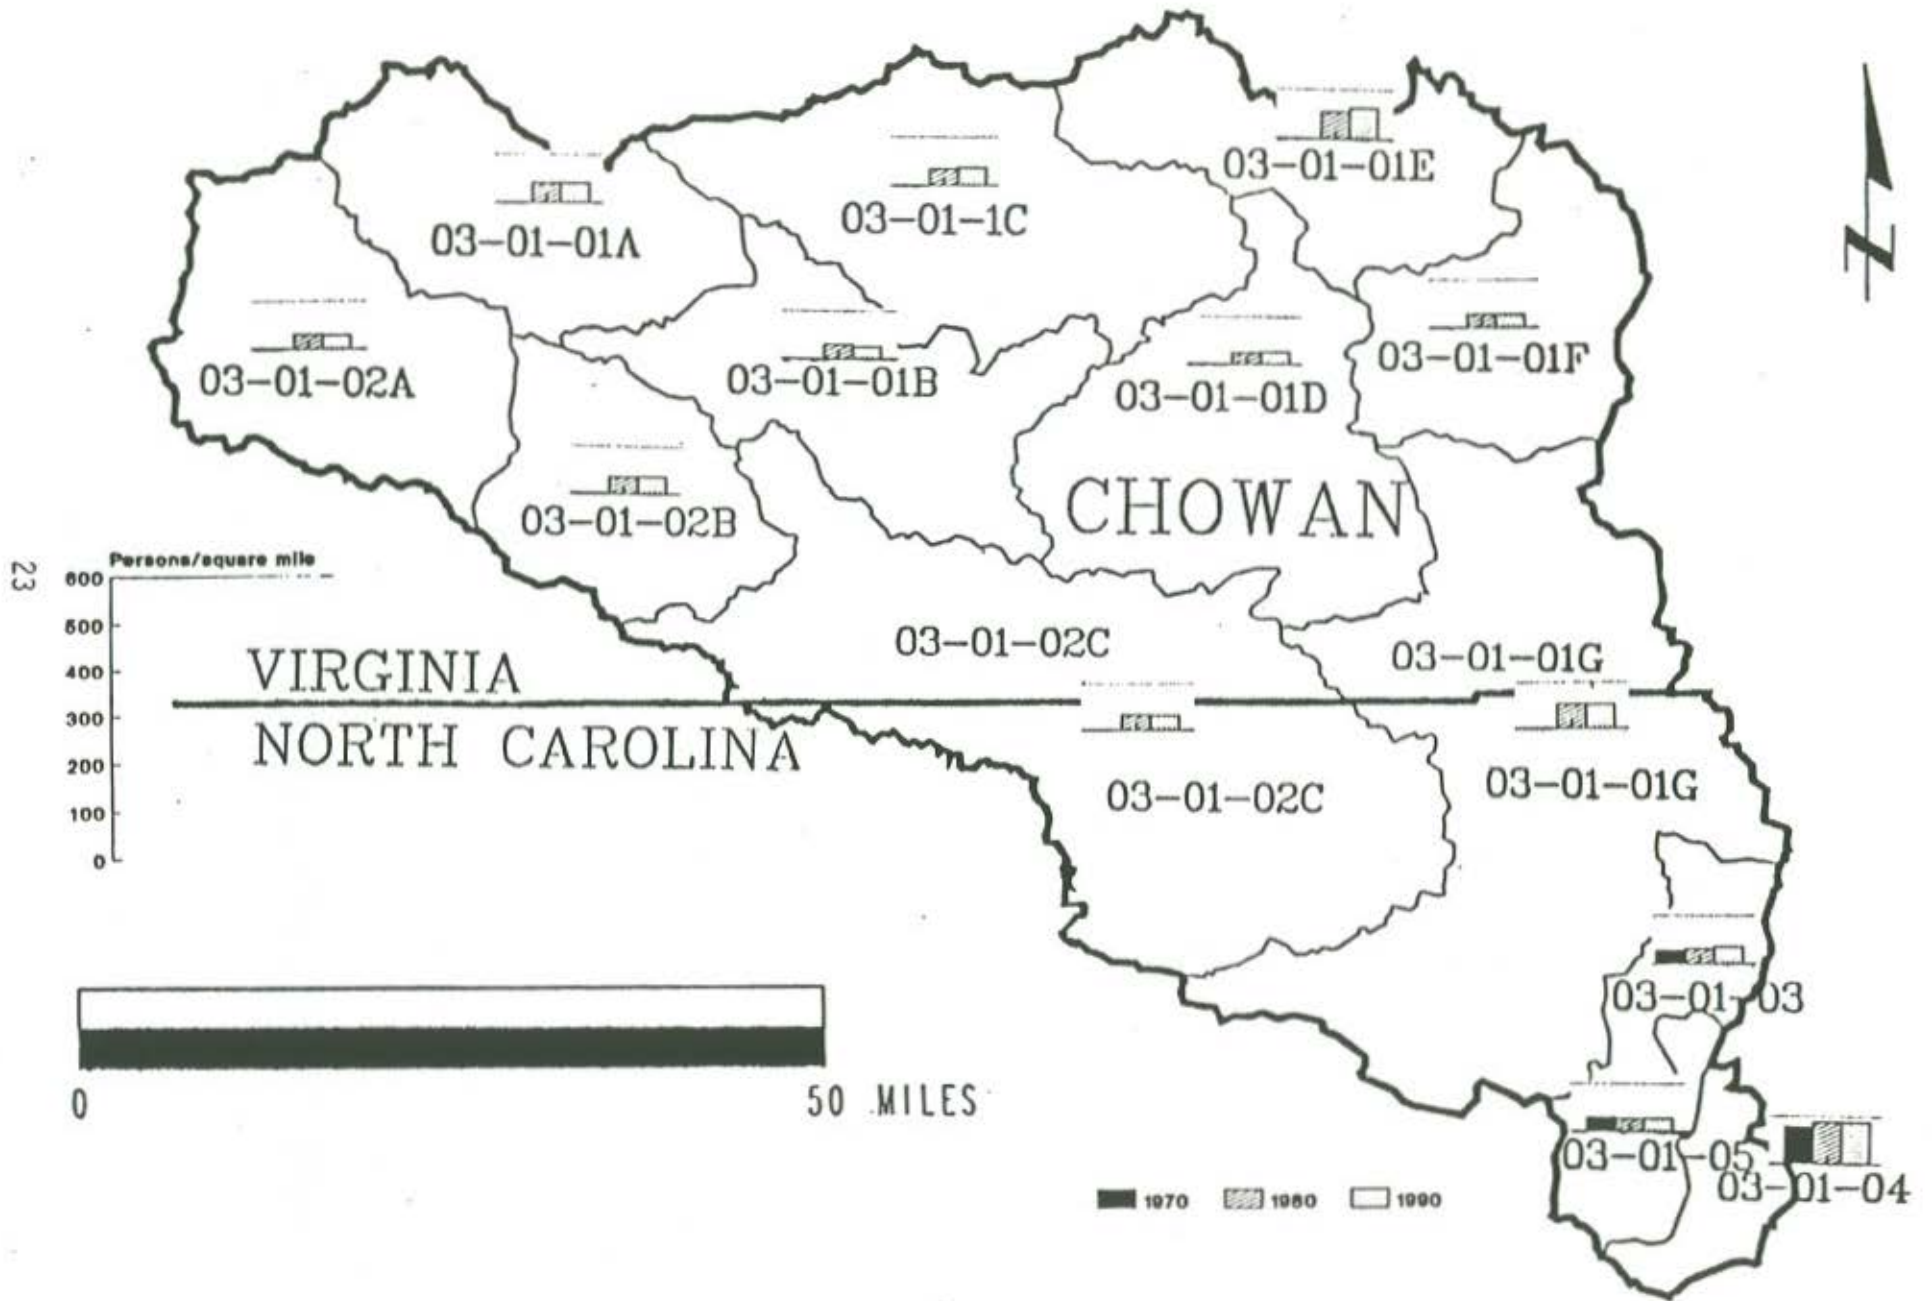 03-01-01E
03-01-1C
03-01-01A
03-01-01F
03-01-02A
03-01-01B
03-01-01D
CHOWAN
03-01-02B
23
Persons/square mile
600
500
400
300
200
100
0
03-01-02C
03-01-01G
VIRGINIA
NORTH CAROLINA
03-01-02C
03-01-01G
03-01-03
0
50 MILES
03-01-05
03-01-04
1970
1980
1990
N